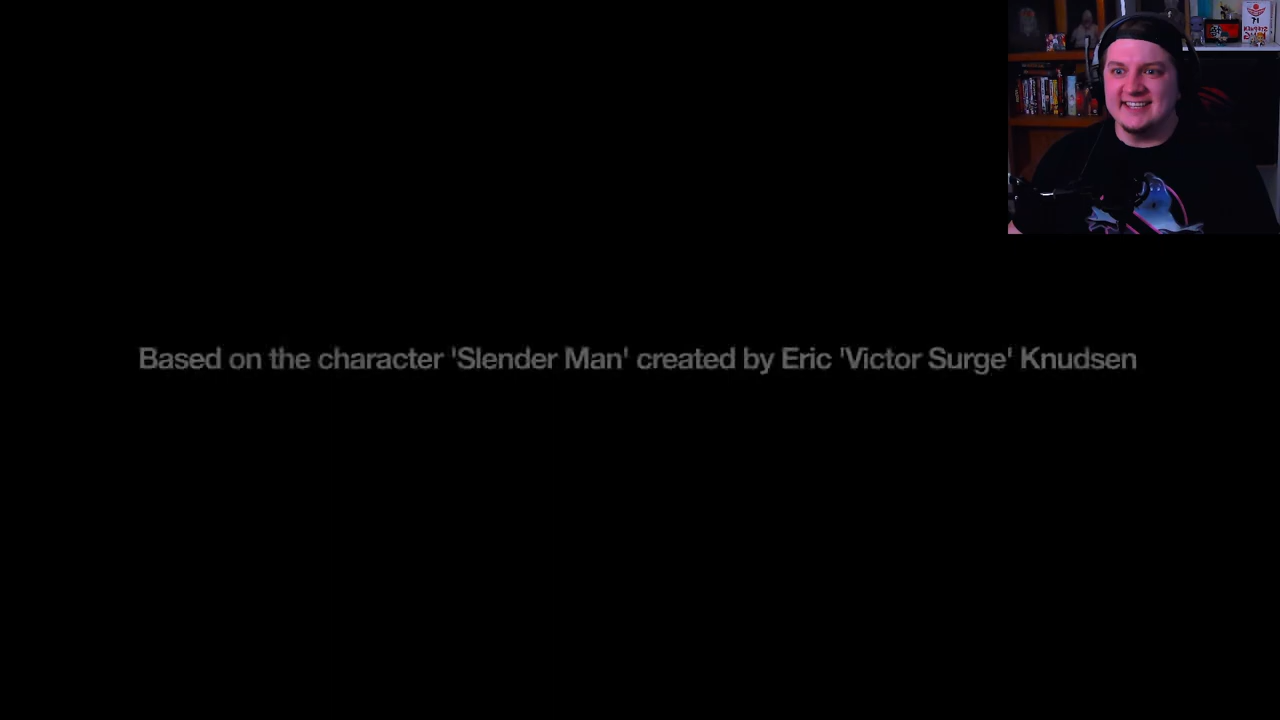 Based on the character 'Slender Man' created by Eric 'Victor Surge' Knudsen